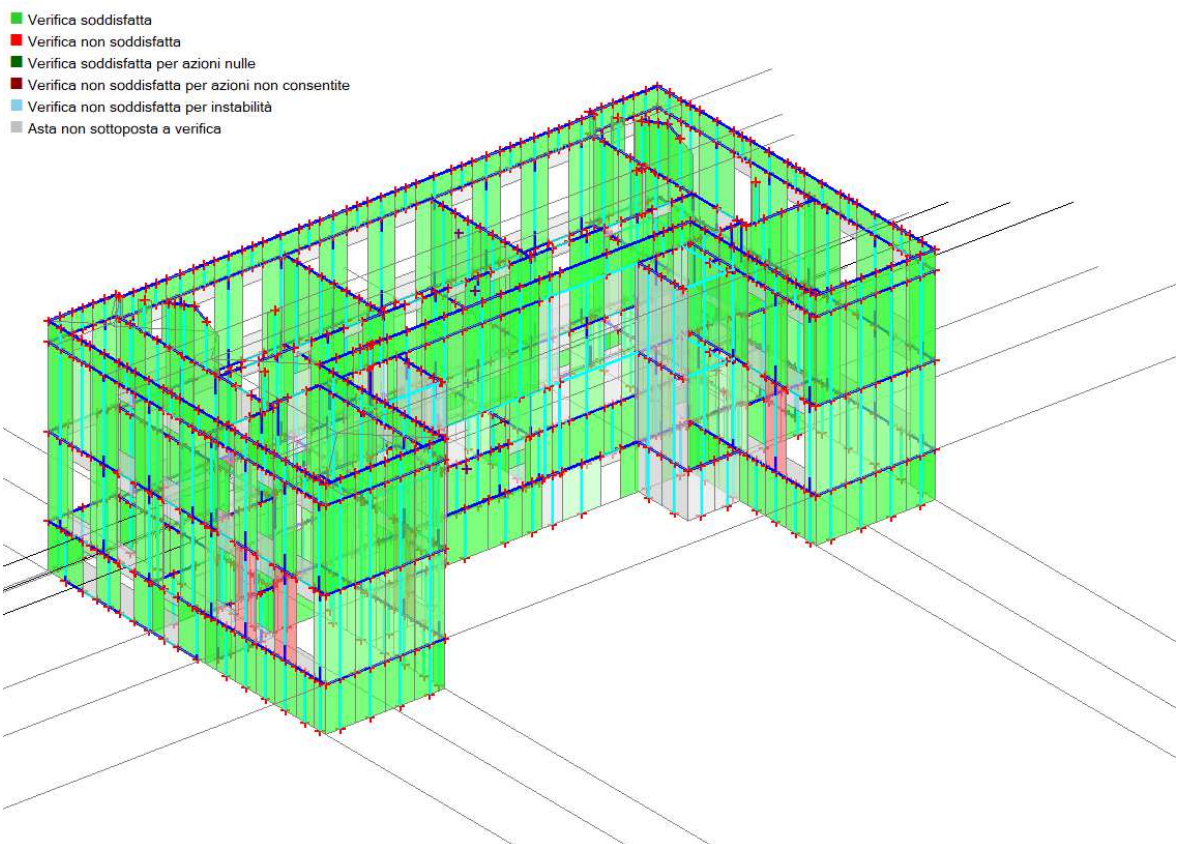 Verifica soddisfatta
Verifica non soddisfatta
Verifica soddisfatta per azioni nulle
Verifica non soddisfatta per azioni non consentite
Verifica non soddisfatta per instabilità
Asta non sottoposta a verifica